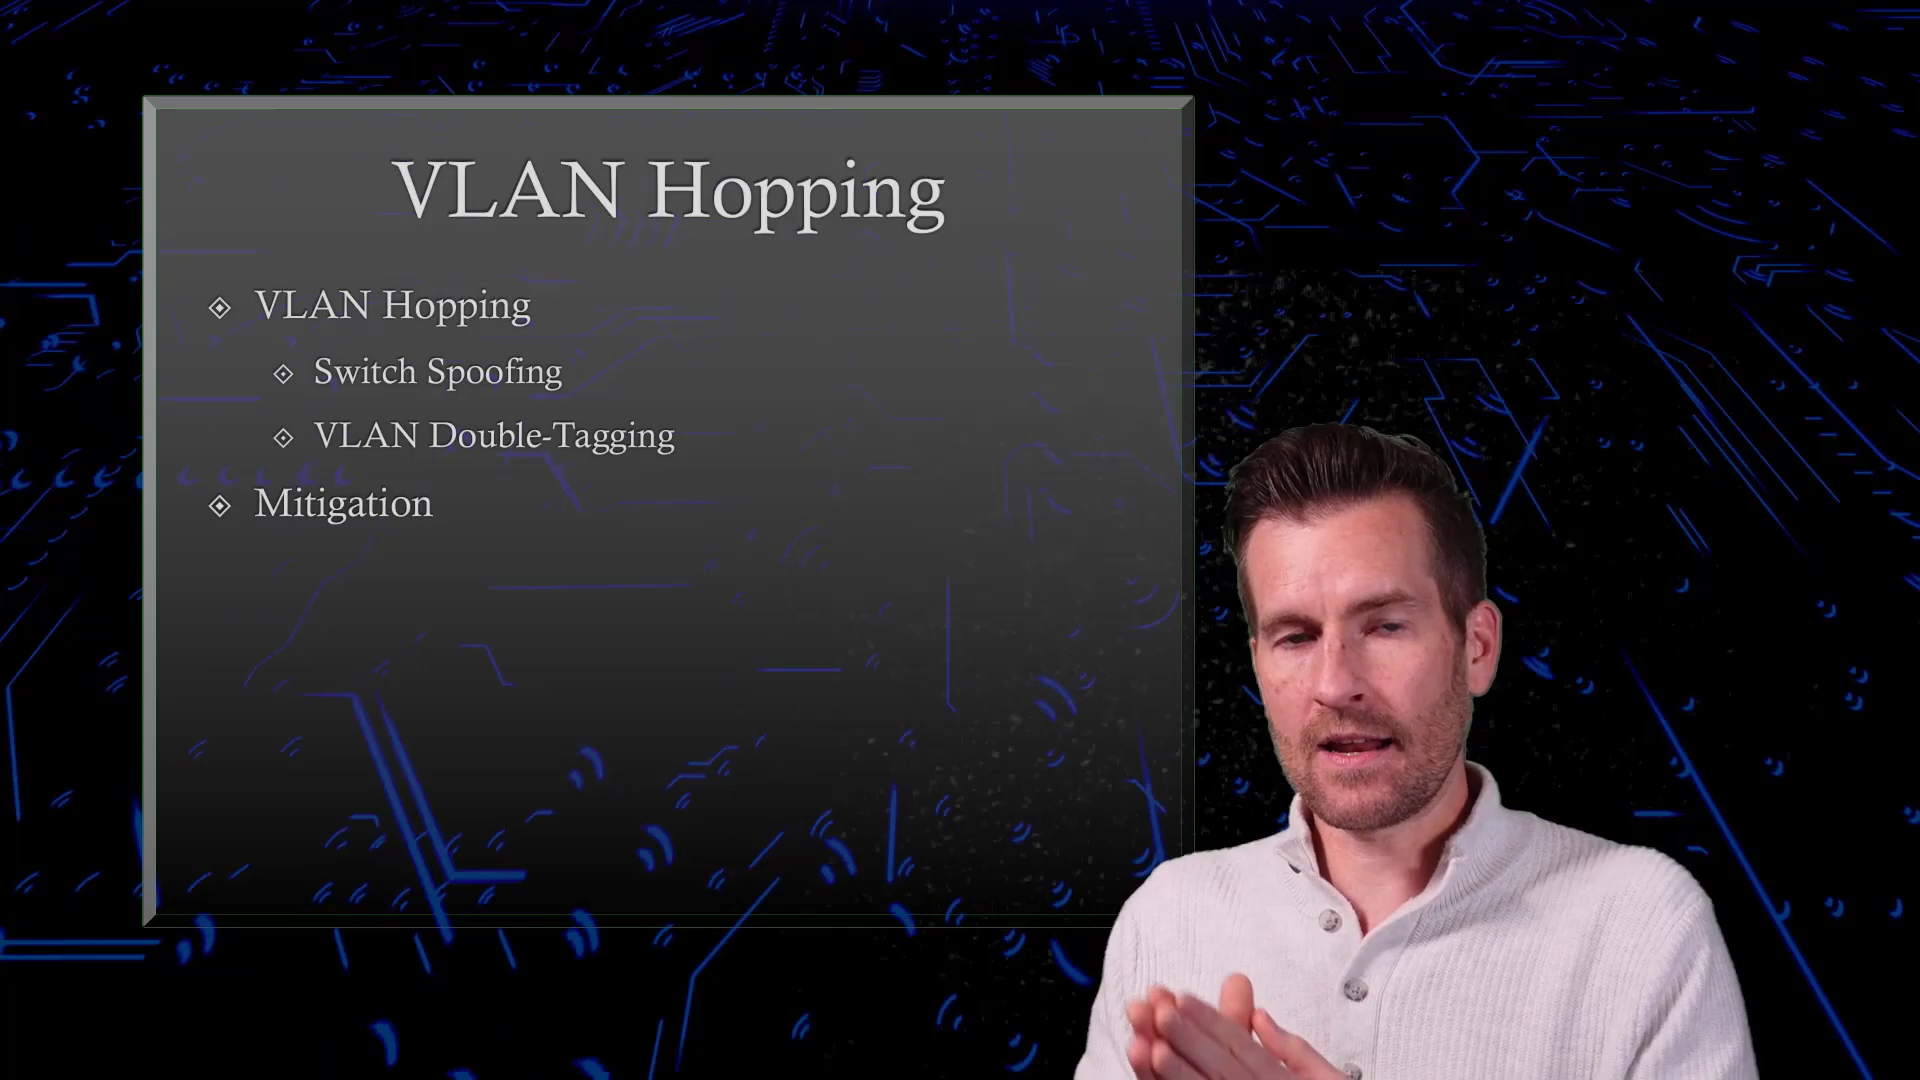 VLAN Hopping
VLAN Hopping
Switch Spoofing
VLAN Double-Tagging
Mitigation